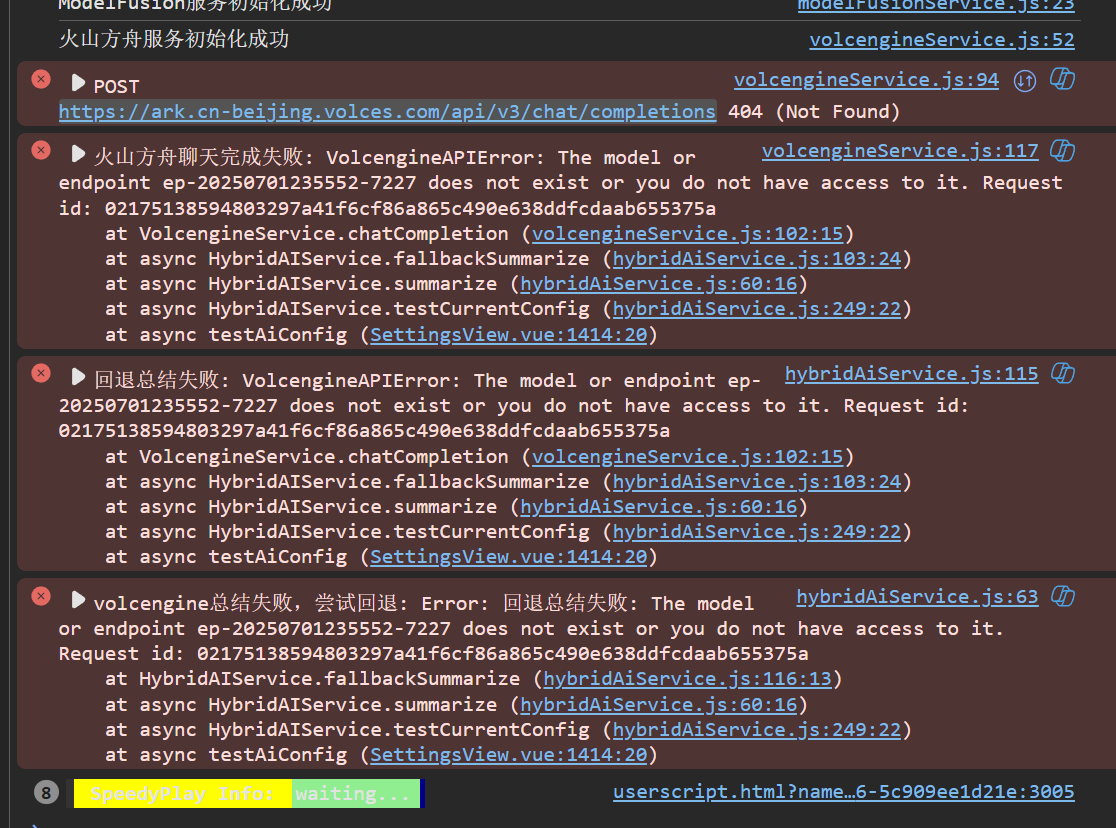 ModelFusion服务初始化成功 modelFusionService.js:23
火山方舟服务初始化成功 volcengineService.js:52
POST volcengineService.js:94
https://ark.cn-beijing.volces.com/api/v3/chat/completions 404 (Not Found)
火山方舟聊天完成失败: VolcengineAPIError: The model or volcengineService.js:117
endpoint ep-20250701235552-7227 does not exist or you do not have access to it. Request
id: 02175138594803297a41f6cf86a865c490e638ddfcdaab655375a
at VolcengineService.chatCompletion (volcengineService.js:102:15)
at async HybridAIService.fallbackSummarize (hybridAiService.js:103:24)
at async HybridAIService.summarize (hybridAiService.js:60:16)
at async HybridAIService.testCurrentConfig (hybridAiService.js:249:22)
at async testAiConfig (SettingsView.vue:1414:20)
回退总结失败: VolcengineAPIError: The model or endpoint ep- hybridAiService.js:115
20250701235552-7227 does not exist or you do not have access to it. Request id:
02175138594803297a41f6cf86a865c490e638ddfcdaab655375a
at VolcengineService.chatCompletion (volcengineService.js:102:15)
at async HybridAIService.fallbackSummarize (hybridAiService.js:103:24)
at async HybridAIService.summarize (hybridAiService.js:60:16)
at async HybridAIService.testCurrentConfig (hybridAiService.js:249:22)
at async testAiConfig (SettingsView.vue:1414:20)
volcengine总结失败，尝试回退: Error: 回退总结失败: The model hybridAiService.js:63
or endpoint ep-20250701235552-7227 does not exist or you do not have access to it.
Request id: 02175138594803297a41f6cf86a865c490e638ddfcdaab655375a
at HybridAIService.fallbackSummarize (hybridAiService.js:116:13)
at async HybridAIService.summarize (hybridAiService.js:60:16)
at async HybridAIService.testCurrentConfig (hybridAiService.js:249:22)
at async testAiConfig (SettingsView.vue:1414:20)
8 SpeedyPlay Info: waiting... userscript.html?name…6-5c909ee1d21e:3005